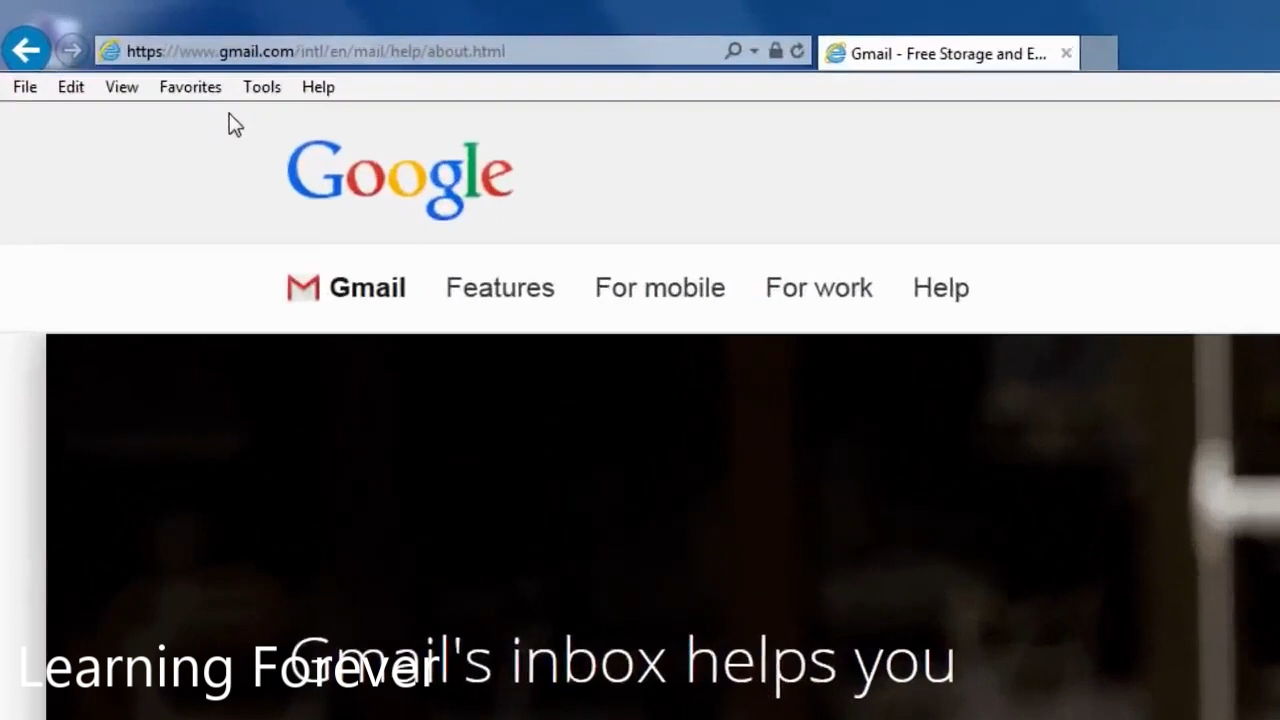 https://www.gmail.com/intl/en/mail/help/about.html
Gmail - Free Storage and E...
File Edit View Favorites Tools Help
Google
Gmail Features For mobile For work Help
Gmail's inbox helps you
Learning Forever